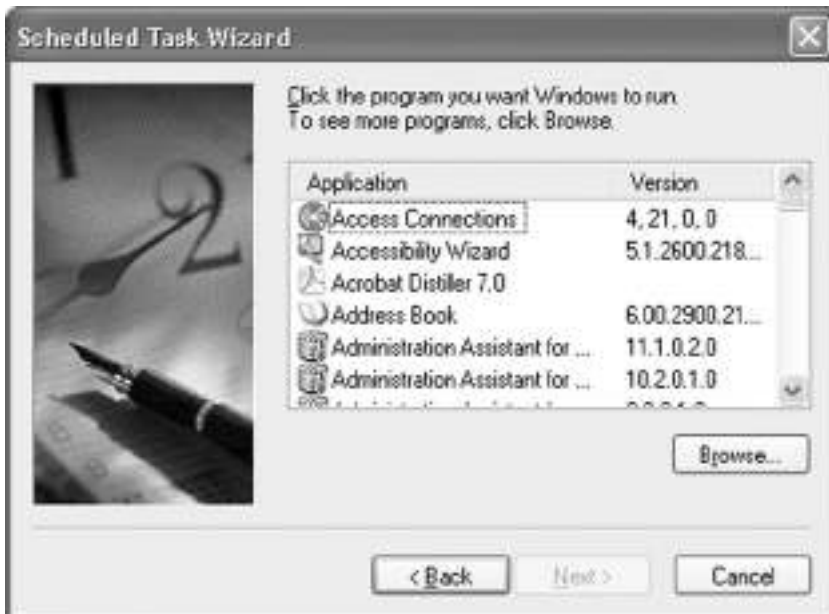 Scheduled Task Wizard
Click the program you want Windows to run.
To see more programs, click Browse.
Application Version
Access Connections 4, 21, 0, 0
Accessibility Wizard 5.1.2600.218...
Acrobat Distiller 7.0
Address Book 6.00.2900.21...
Administration Assistant for ... 11.1.0.2.0
Administration Assistant for ... 10.2.0.1.0
Browse...
< Back Next > Cancel
2